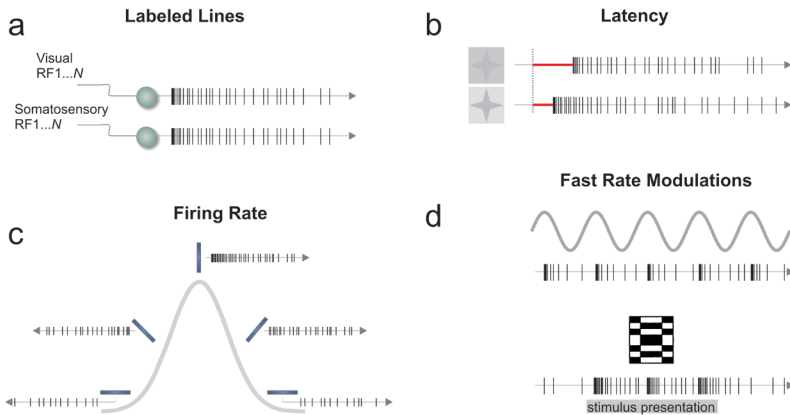 Labeled Lines
a
Visual
RF1...N
Somatosensory
RF1...N
Latency
b
Firing Rate
c
Fast Rate Modulations
d
stimulus presentation